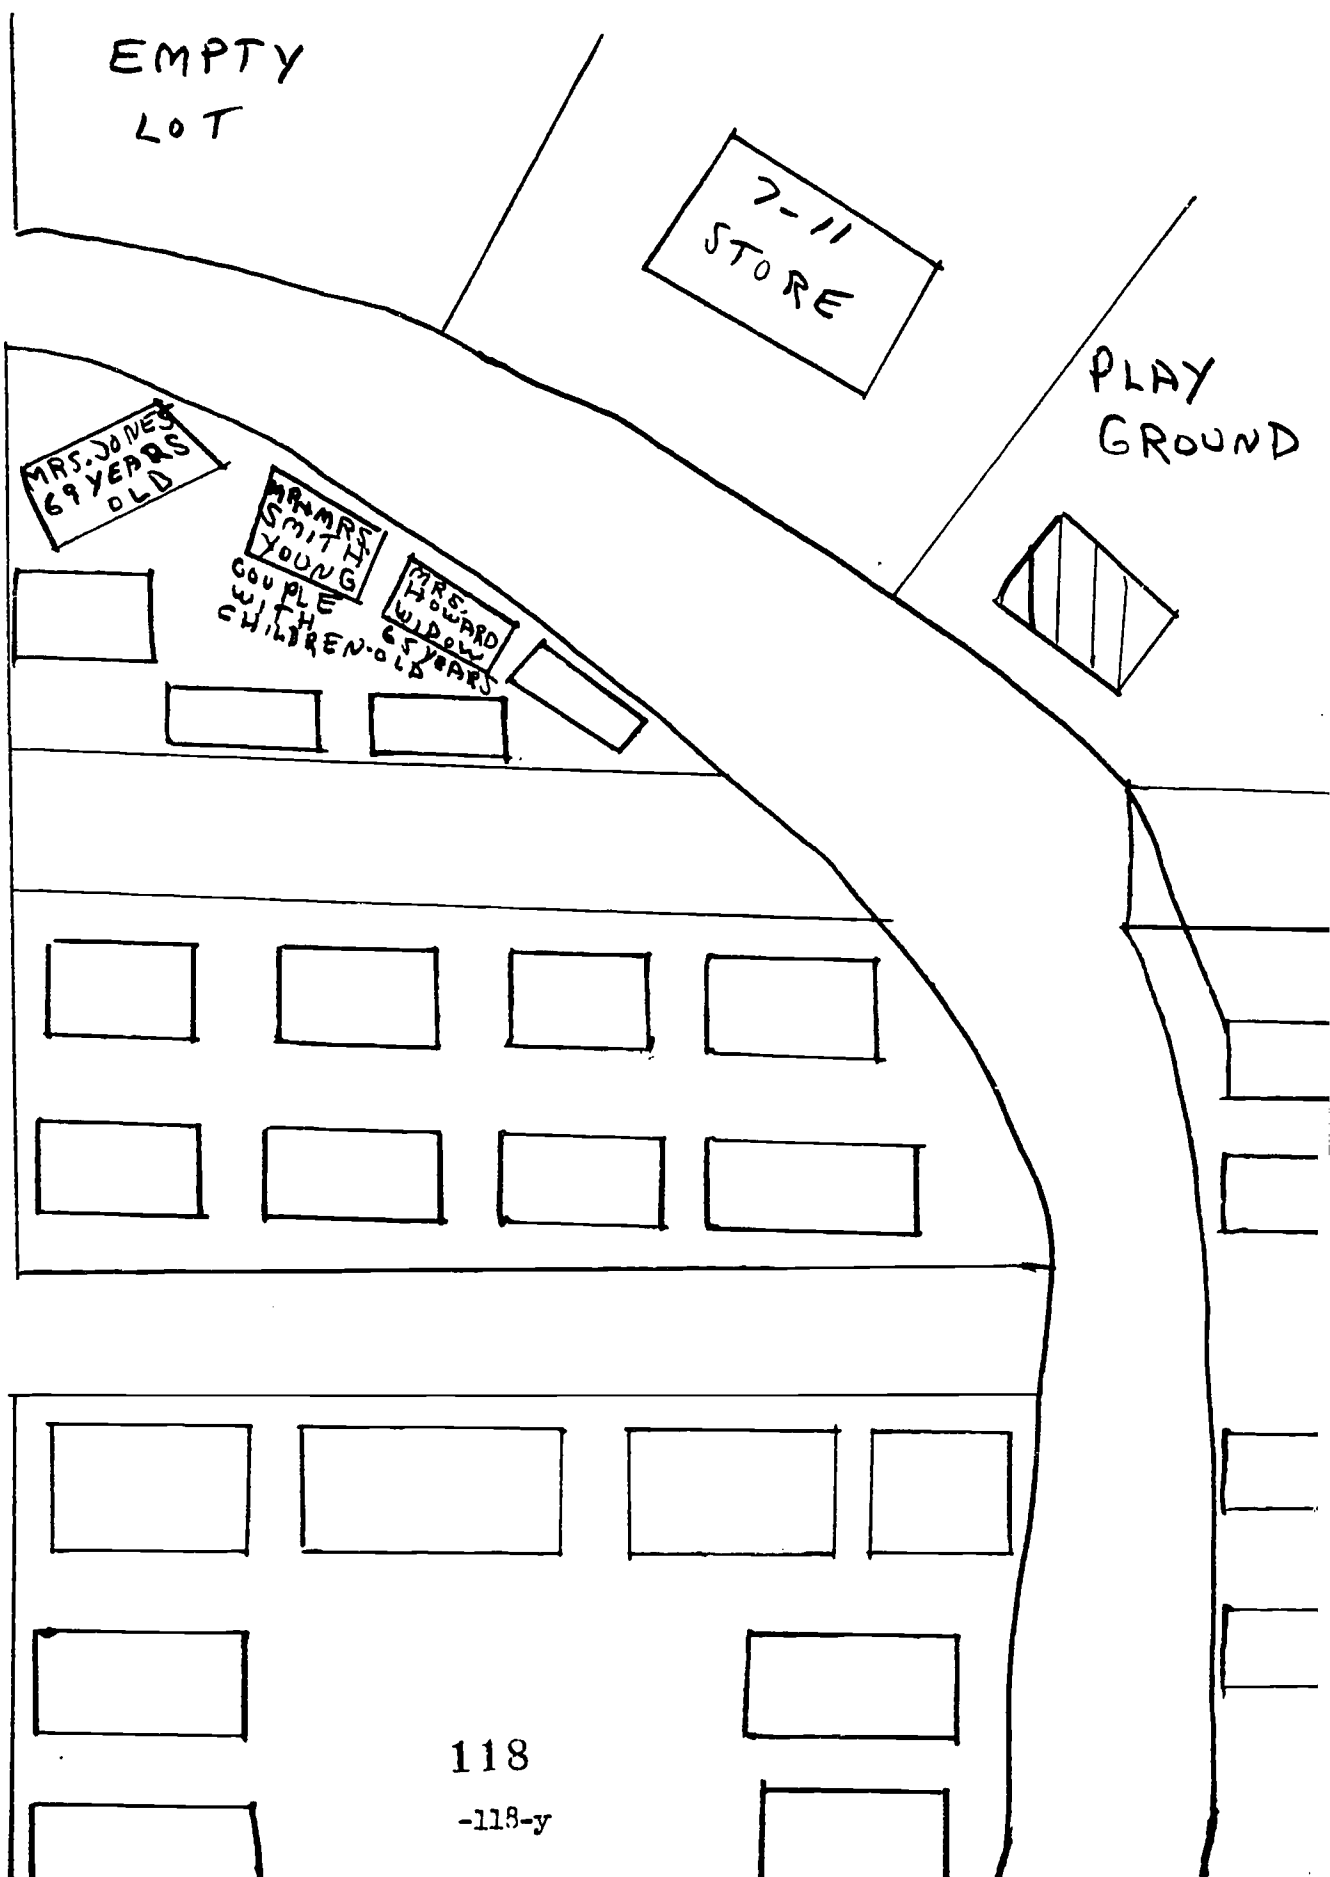 EMPTY
LOT
7-11
STORE
PLAY
GROUND
MRS. JONES
69 YEARS
OLD
MR+MRS
SMITH
YOUNG
COUPLE
WITH
CHILDREN-OLD
MRS.
HOWARD
WIDOW
65 YEARS
118
-118-y